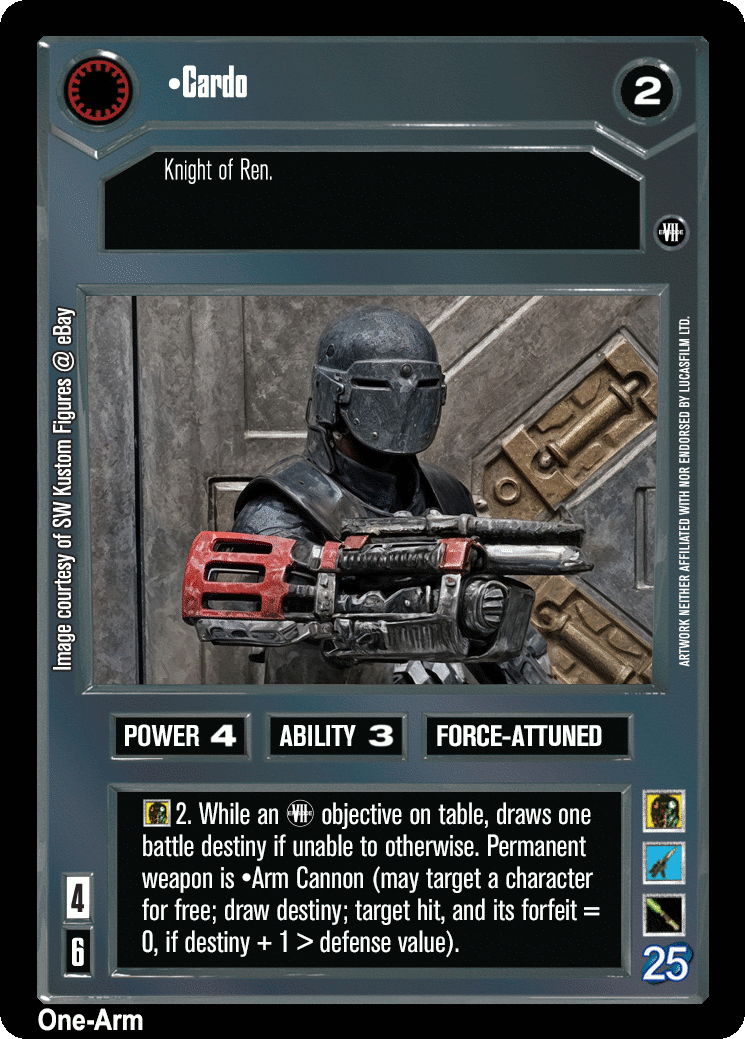 •Cardo
2
Knight of Ren.
EPISODE VII
Image courtesy of SW Kustom Figures @ eBay
ARTWORK NEITHER AFFILIATED WITH NOR ENDORSED BY LUCASFILM LTD.
POWER 4
ABILITY 3
FORCE-ATTUNED
2. While an EPISODE VII objective on table, draws one
battle destiny if unable to otherwise. Permanent
weapon is •Arm Cannon (may target a character
for free; draw destiny; target hit, and its forfeit =
0, if destiny + 1 > defense value).
4
6
25
One-Arm